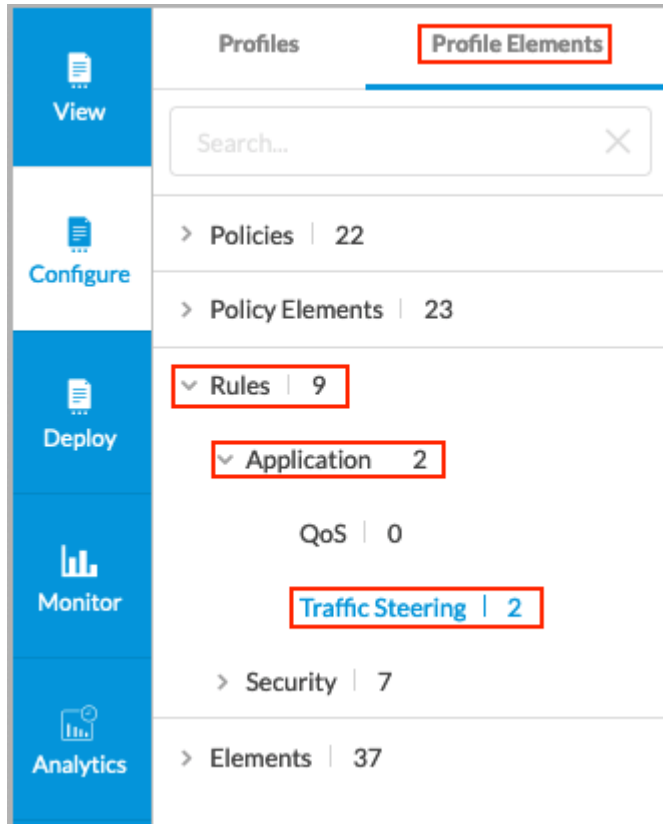 View
Configure
Deploy
Monitor
Analytics
Profiles
Profile Elements
Search...
Policies 22
Policy Elements 23
Rules 9
Application 2
QoS 0
Traffic Steering 2
Security 7
Elements 37